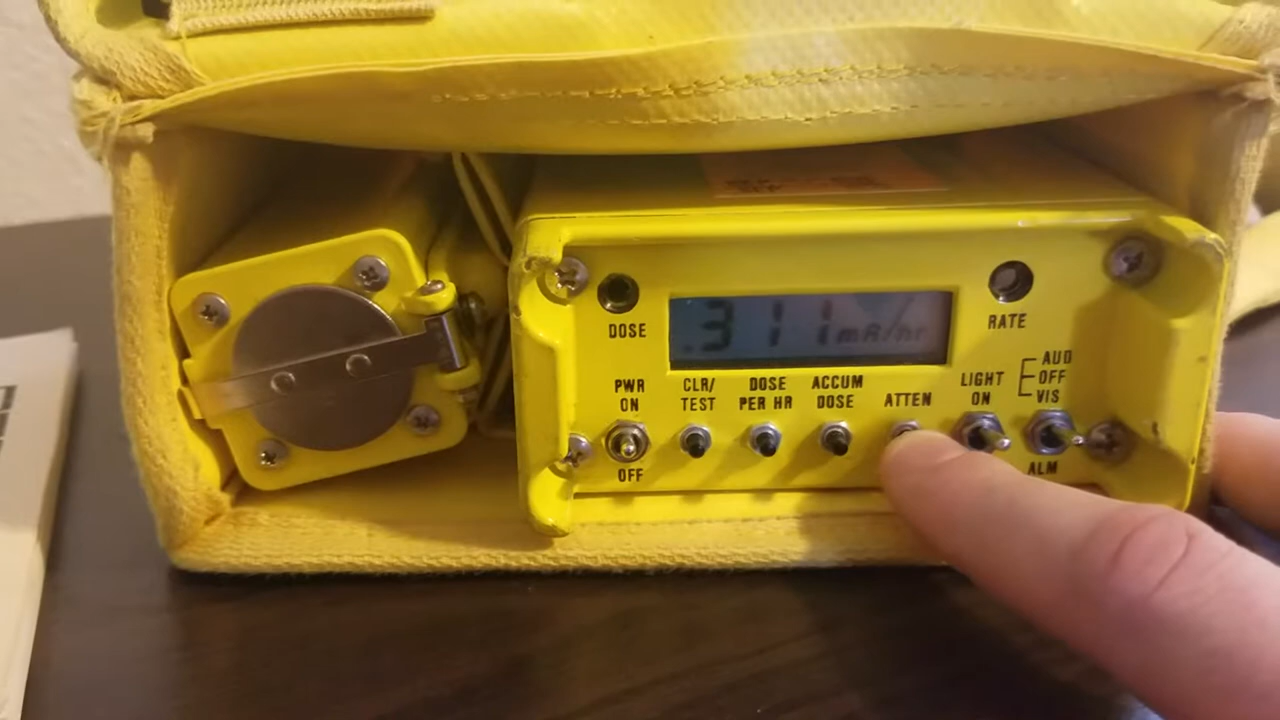 .311 mR/hr
DOSE
RATE
PWR
ON
OFF
CLR/
TEST
DOSE
PER HR
ACCUM
DOSE
ATTEN
LIGHT
ON
AUD
OFF
VIS
ALM